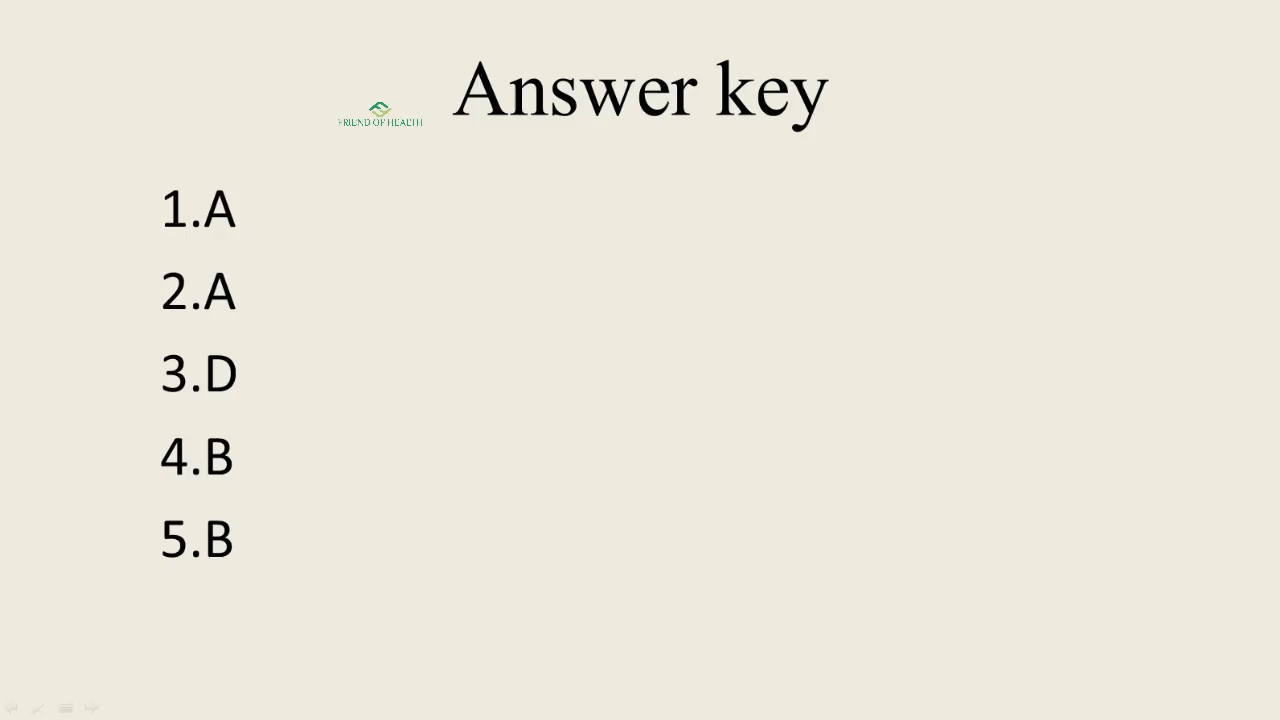 Answer key
FRIEND OF HEALTH
1.A
2.A
3.D
4.B
5.B